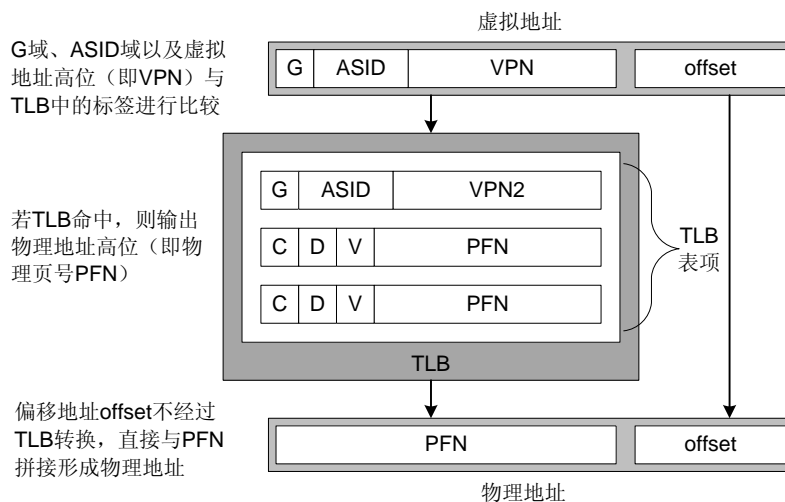 虚拟地址
G域、ASID域以及虚拟
地址高位（即VPN）与
TLB中的标签进行比较
G ASID VPN offset
G ASID VPN2
若TLB命中，则输出
物理地址高位（即物
理页号PFN）
C D V PFN
TLB
表项
C D V PFN
TLB
偏移地址offset不经过
TLB转换，直接与PFN
拼接形成物理地址
PFN offset
物理地址